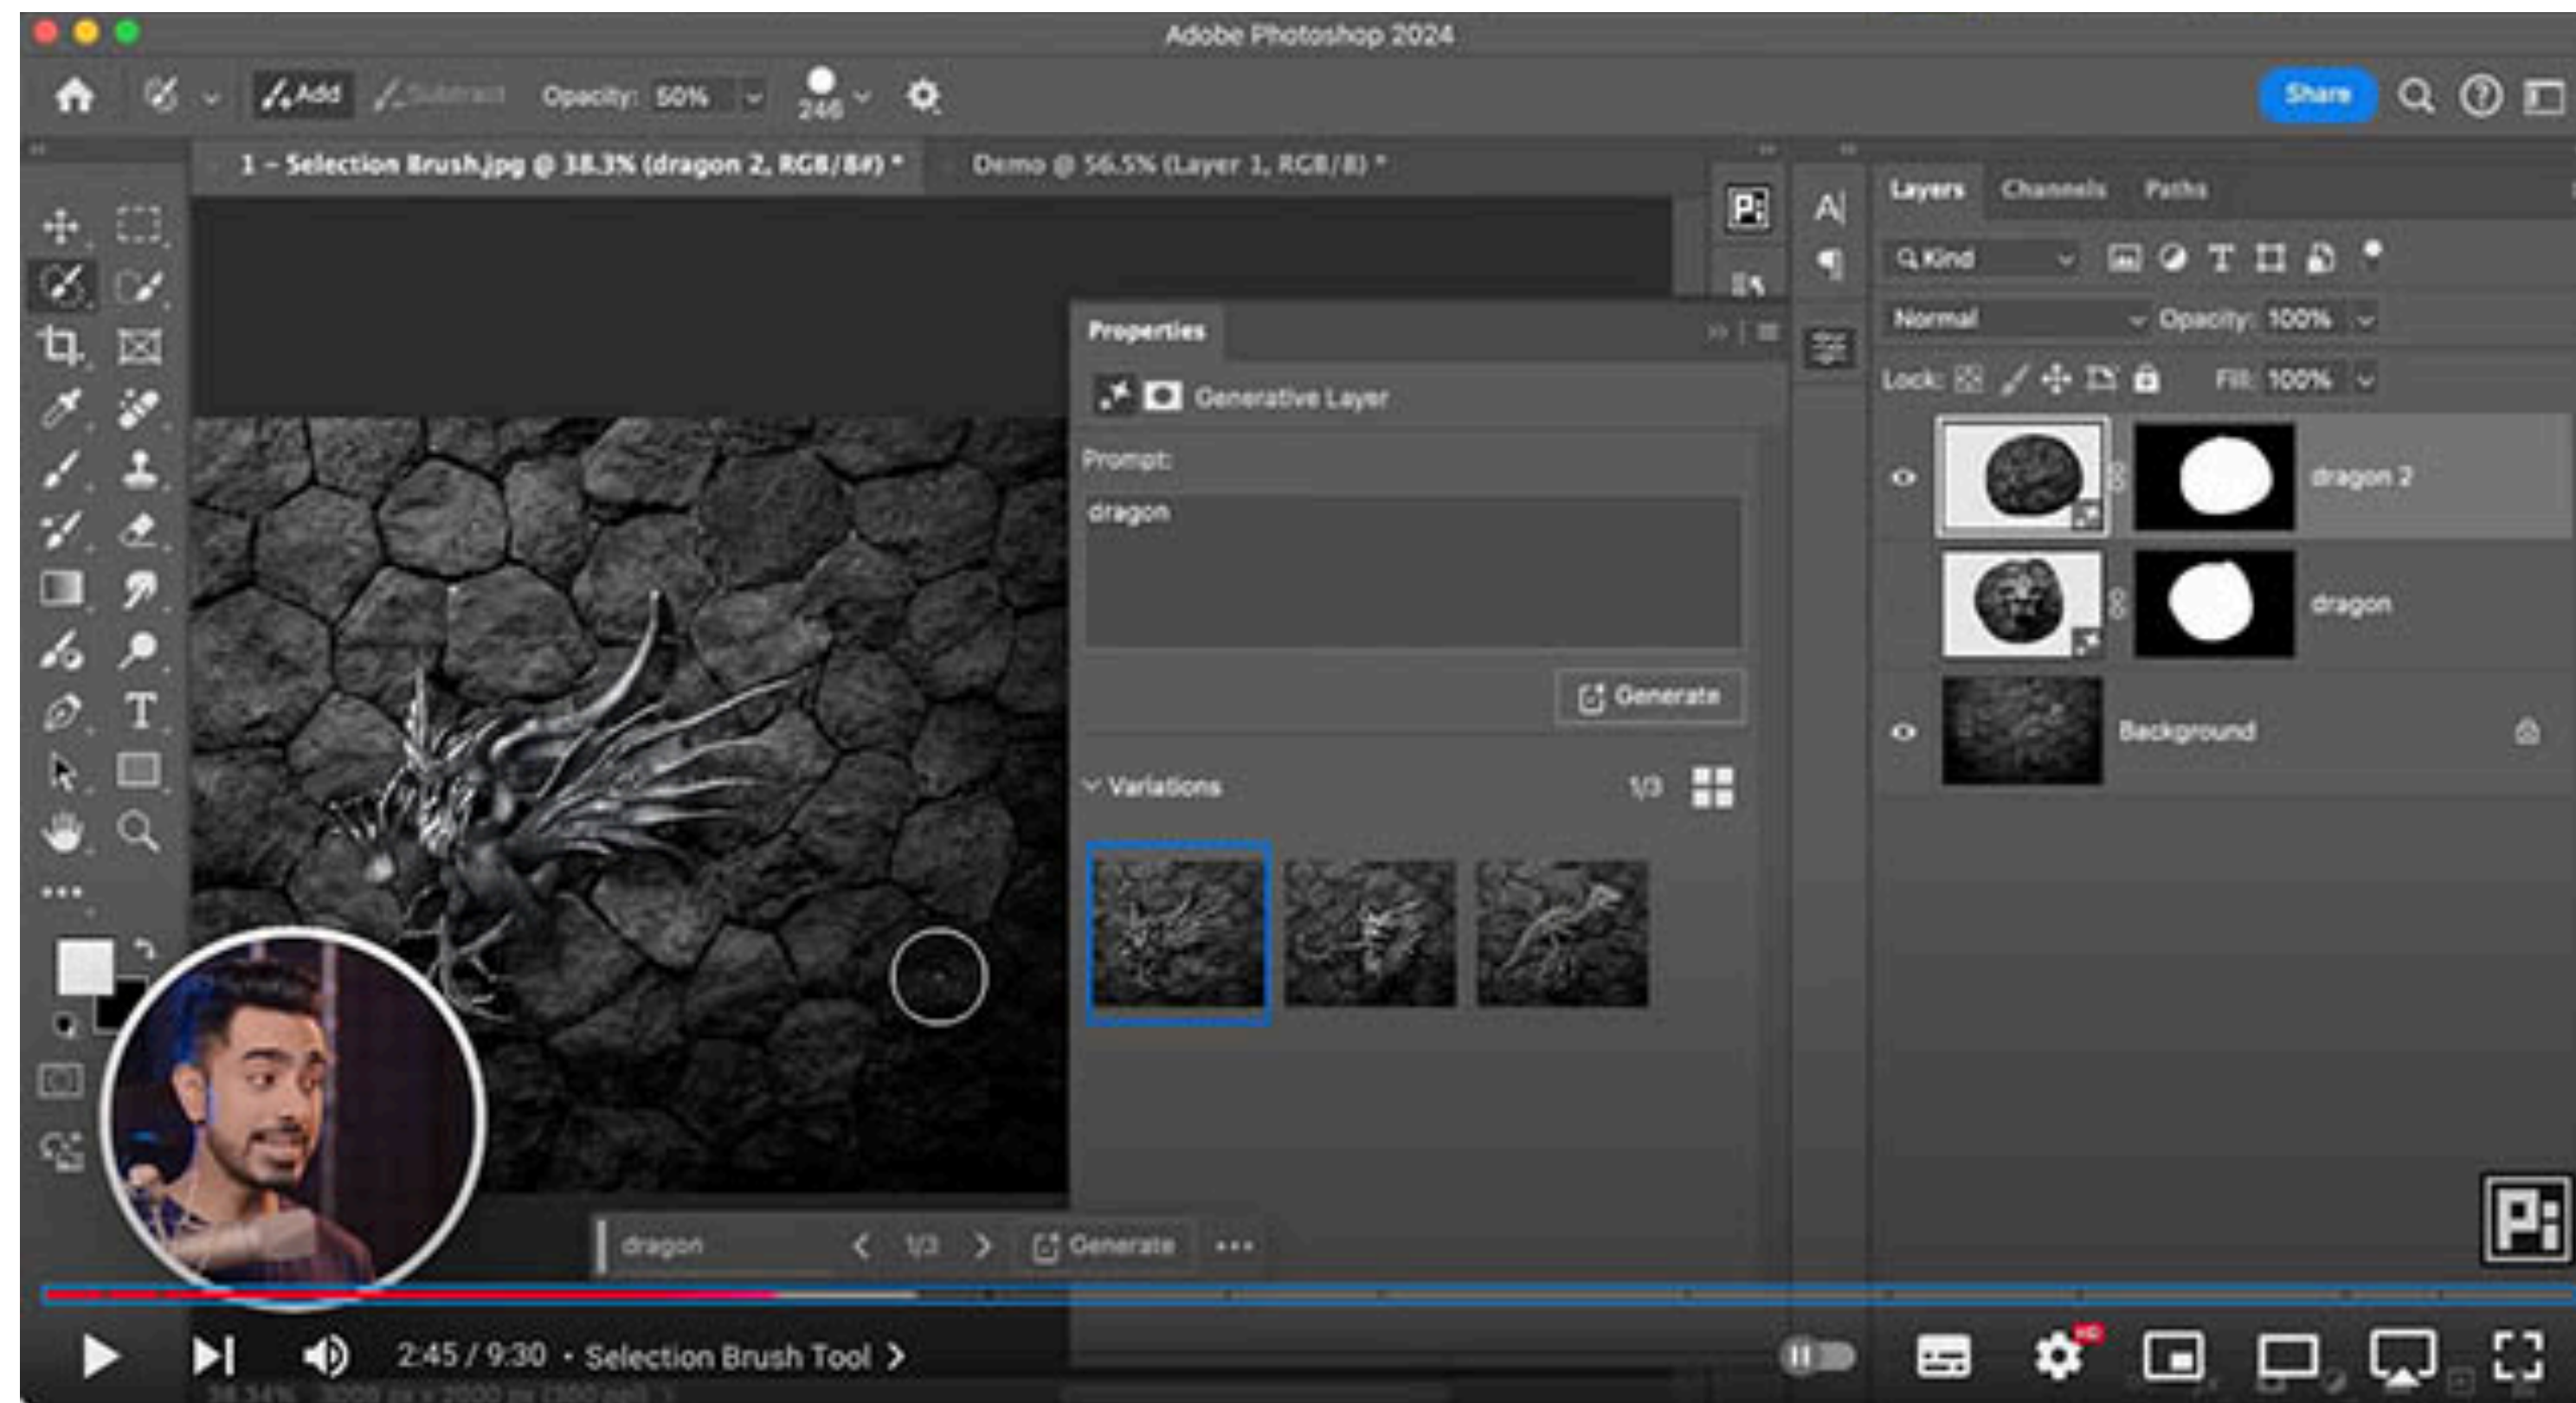 Adobe Photoshop 2024
Add Subtract Opacity: 50% 246 Share
1 - Selection Brush.jpg @ 38.3% (dragon 2, RGB/8#) * Demo @ 56.5% (Layer 1, RGB/8) *
Layers Channels Paths
Kind
Normal Opacity: 100%
Lock: Fill: 100%
Properties
Generative Layer
Prompt:
dragon
Generate
Variations 1/3
dragon 2
dragon
Background
dragon 1/3 Generate
Pi
2:45 / 9:30 • Selection Brush Tool
HD